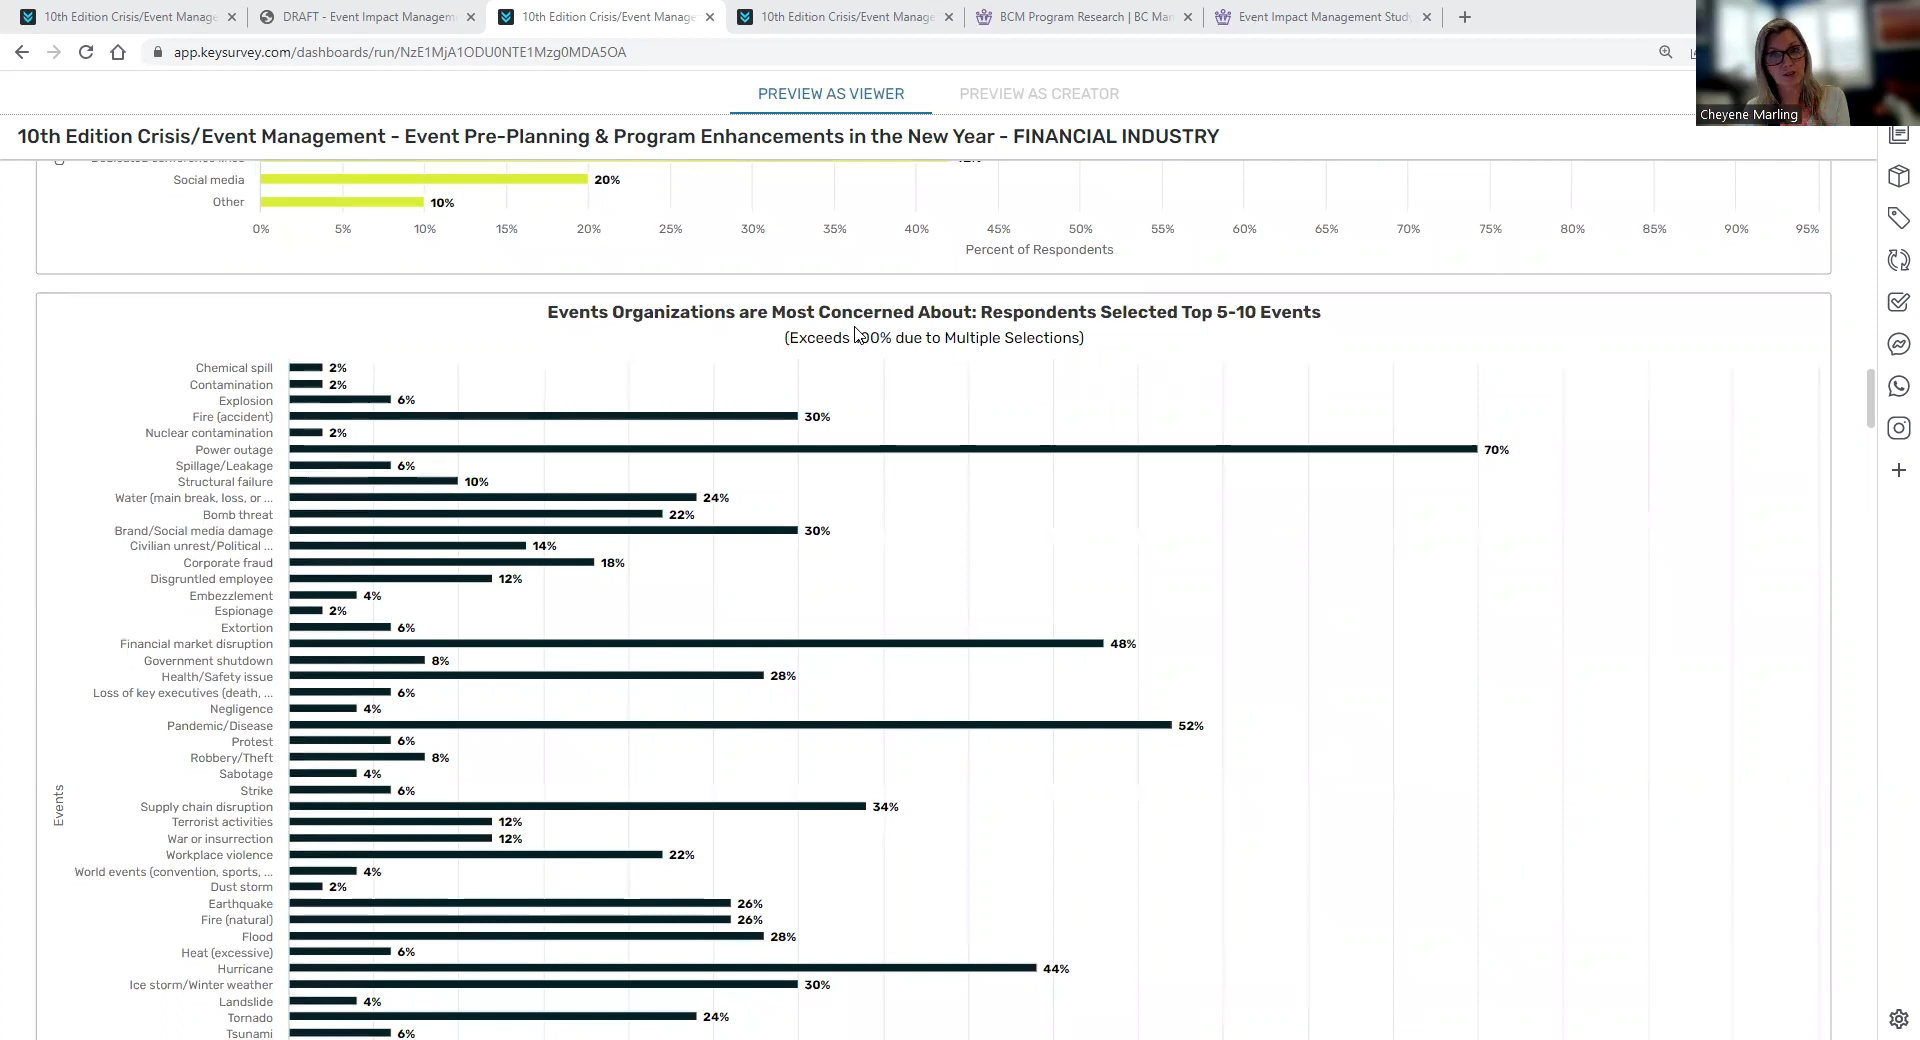 10th Edition Crisis/Event Manage
DRAFT - Event Impact Managem
10th Edition Crisis/Event Manage
10th Edition Crisis/Event Manage
BCM Program Research | BC Man
Event Impact Management Study
app.keysurvey.com/dashboards/run/NzE1MjA1ODU0NTE1Mzg0MDA5OA
Cheyene Marling
PREVIEW AS VIEWER
PREVIEW AS CREATOR
10th Edition Crisis/Event Management - Event Pre-Planning & Program Enhancements in the New Year - FINANCIAL INDUSTRY
Dedicated conference lines
Social media 20%
Other 10%
0% 5% 10% 15% 20% 25% 30% 35% 40% 45% 50% 55% 60% 65% 70% 75% 80% 85% 90% 95%
Percent of Respondents
Events Organizations are Most Concerned About: Respondents Selected Top 5-10 Events
(Exceeds 00% due to Multiple Selections)
Chemical spill 2%
Contamination 2%
Explosion 6%
Fire (accident) 30%
Nuclear contamination 2%
Power outage 70%
Spillage/Leakage 6%
Structural failure 10%
Water (main break, loss, or ... 24%
Bomb threat 22%
Brand/Social media damage 30%
Civilian unrest/Political ... 14%
Corporate fraud 18%
Disgruntled employee 12%
Embezzlement 4%
Espionage 2%
Extortion 6%
Financial market disruption 48%
Government shutdown 8%
Health/Safety issue 28%
Loss of key executives (death, ... 6%
Negligence 4%
Pandemic/Disease 52%
Protest 6%
Robbery/Theft 8%
Sabotage 4%
Strike 6%
Events
Supply chain disruption 34%
Terrorist activities 12%
War or insurrection 12%
Workplace violence 22%
World events (convention, sports, ... 4%
Dust storm 2%
Earthquake 26%
Fire (natural) 26%
Flood 28%
Heat (excessive) 6%
Hurricane 44%
Ice storm/Winter weather 30%
Landslide 4%
Tornado 24%
Tsunami 6%